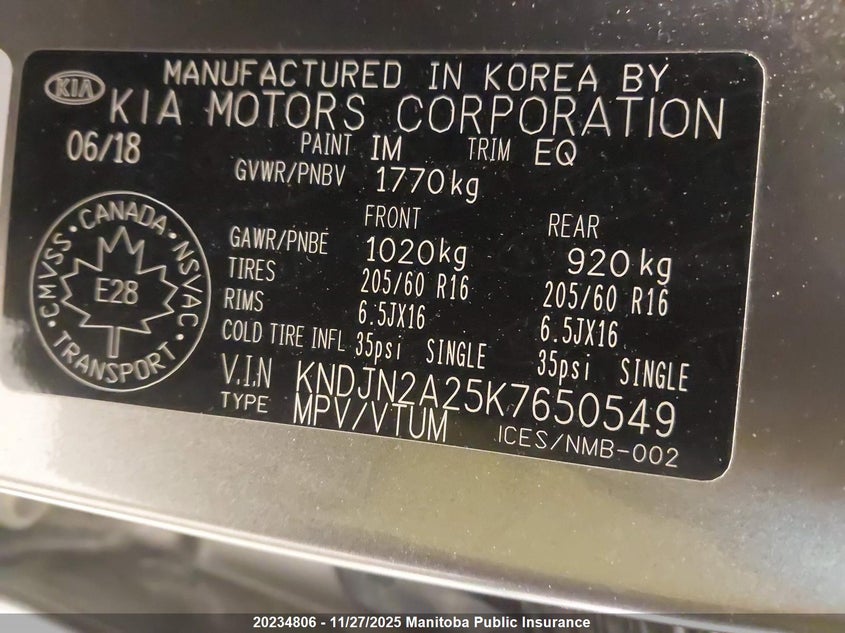 MANUFACTURED IN KOREA BY
KIA
KIA MOTORS CORPORATION
06/18 PAINT IM TRIM EQ
GVWR/PNBV 1770kg
FRONT REAR
GAWR/PNBE 1020kg 920kg
TIRES 205/60 R16 205/60 R16
RIMS 6.5JX16 6.5JX16
COLD TIRE INFL 35psi SINGLE 35psi SINGLE
V.I.N KNDJN2A25K7650549
TYPE MPV/VTUM ICES/NMB-002
CMVSS · CANADA · NSVAC · TRANSPORT ·
E28
20234806 - 11/27/2025 Manitoba Public Insurance